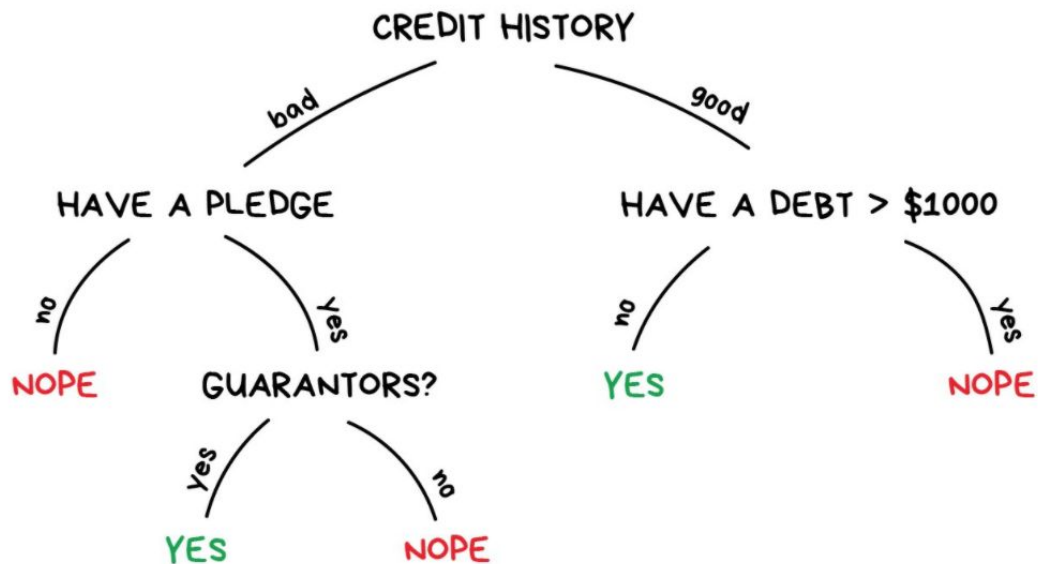 CREDIT HISTORY
bad
good
HAVE A PLEDGE
HAVE A DEBT > $1000
no
yes
no
yes
NOPE
GUARANTORS?
YES
NOPE
yes
no
YES
NOPE